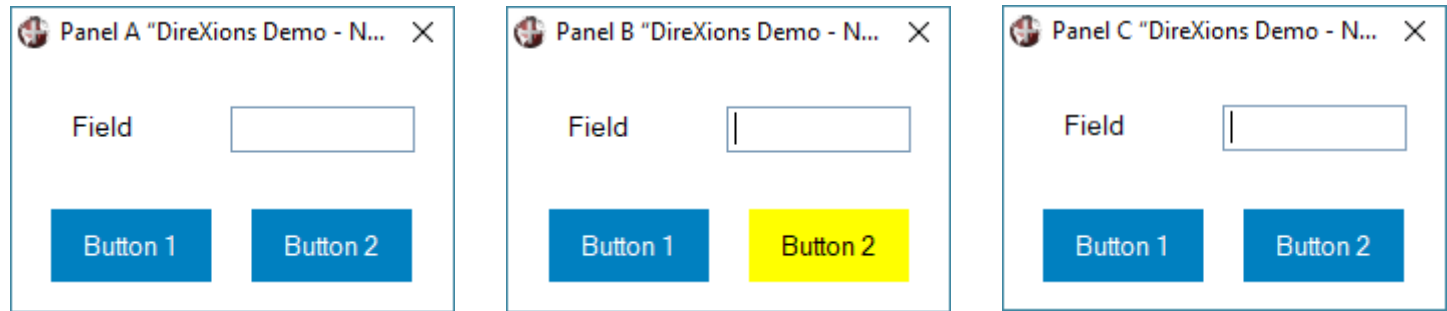 Panel A “DireXions Demo - N...
Field
Button 1 Button 2
Panel B “DireXions Demo - N...
Field
Button 1 Button 2
Panel C “DireXions Demo - N...
Field
Button 1 Button 2